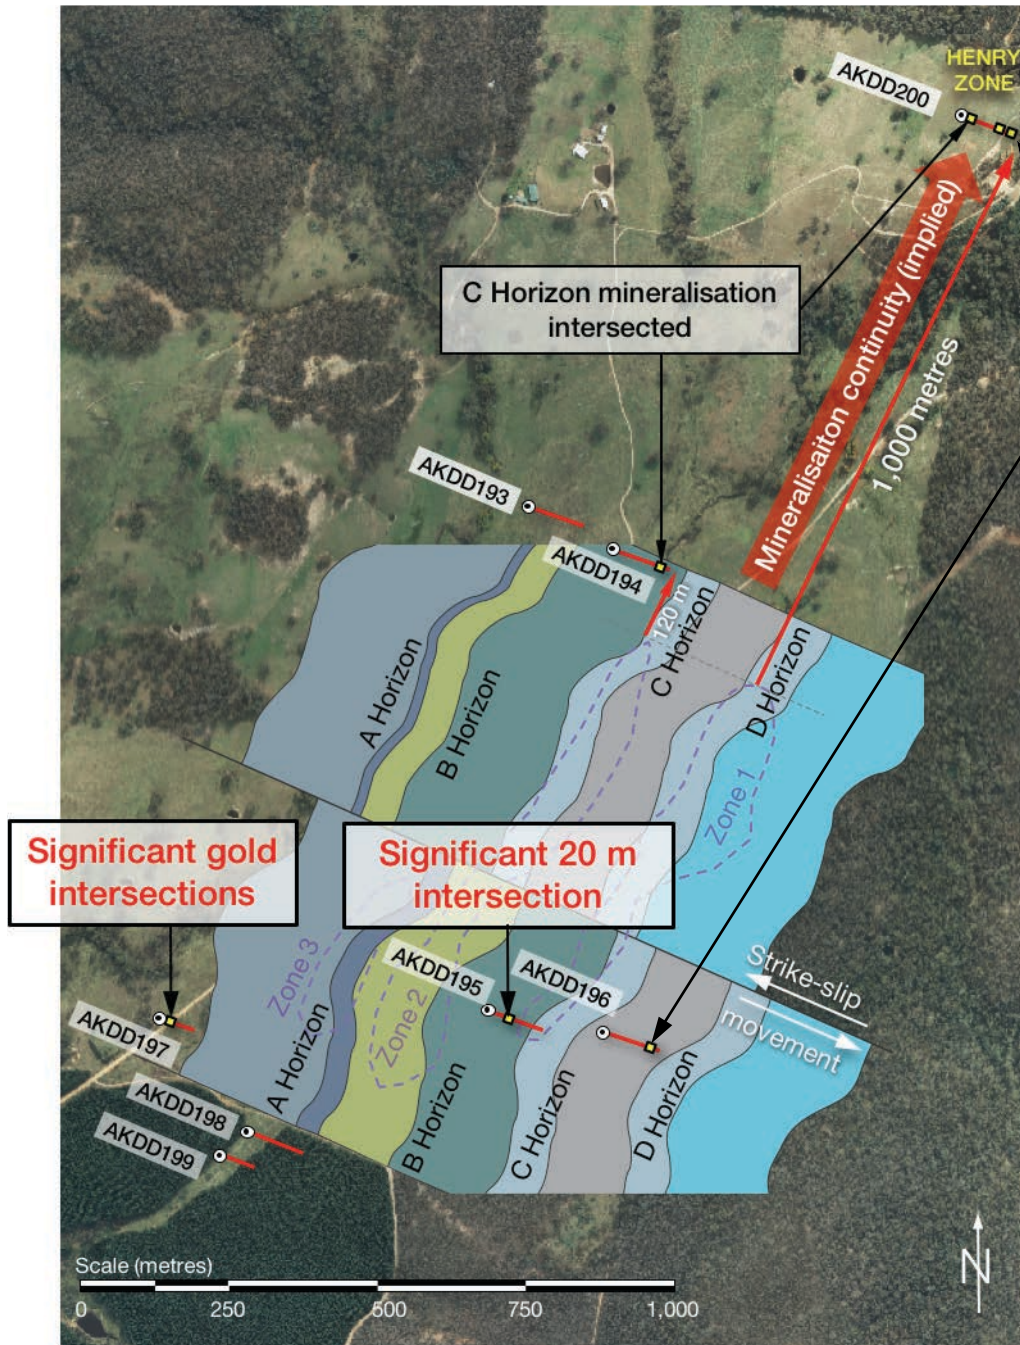 HENRY
ZONE
AKDD200
C Horizon mineralisation
intersected
Mineralisaiton continuity (implied)
1,000 metres
AKDD193
AKDD194
120 m
C Horizon
A Horizon
B Horizon
D Horizon
Zone 1
Significant gold
intersections
Significant 20 m
intersection
Zone 3
Zone 2
AKDD195
AKDD196
Strike-slip
movement
AKDD197
A Horizon
B Horizon
C Horizon
D Horizon
AKDD198
AKDD199
Scale (metres)
0 250 500 750 1,000
N